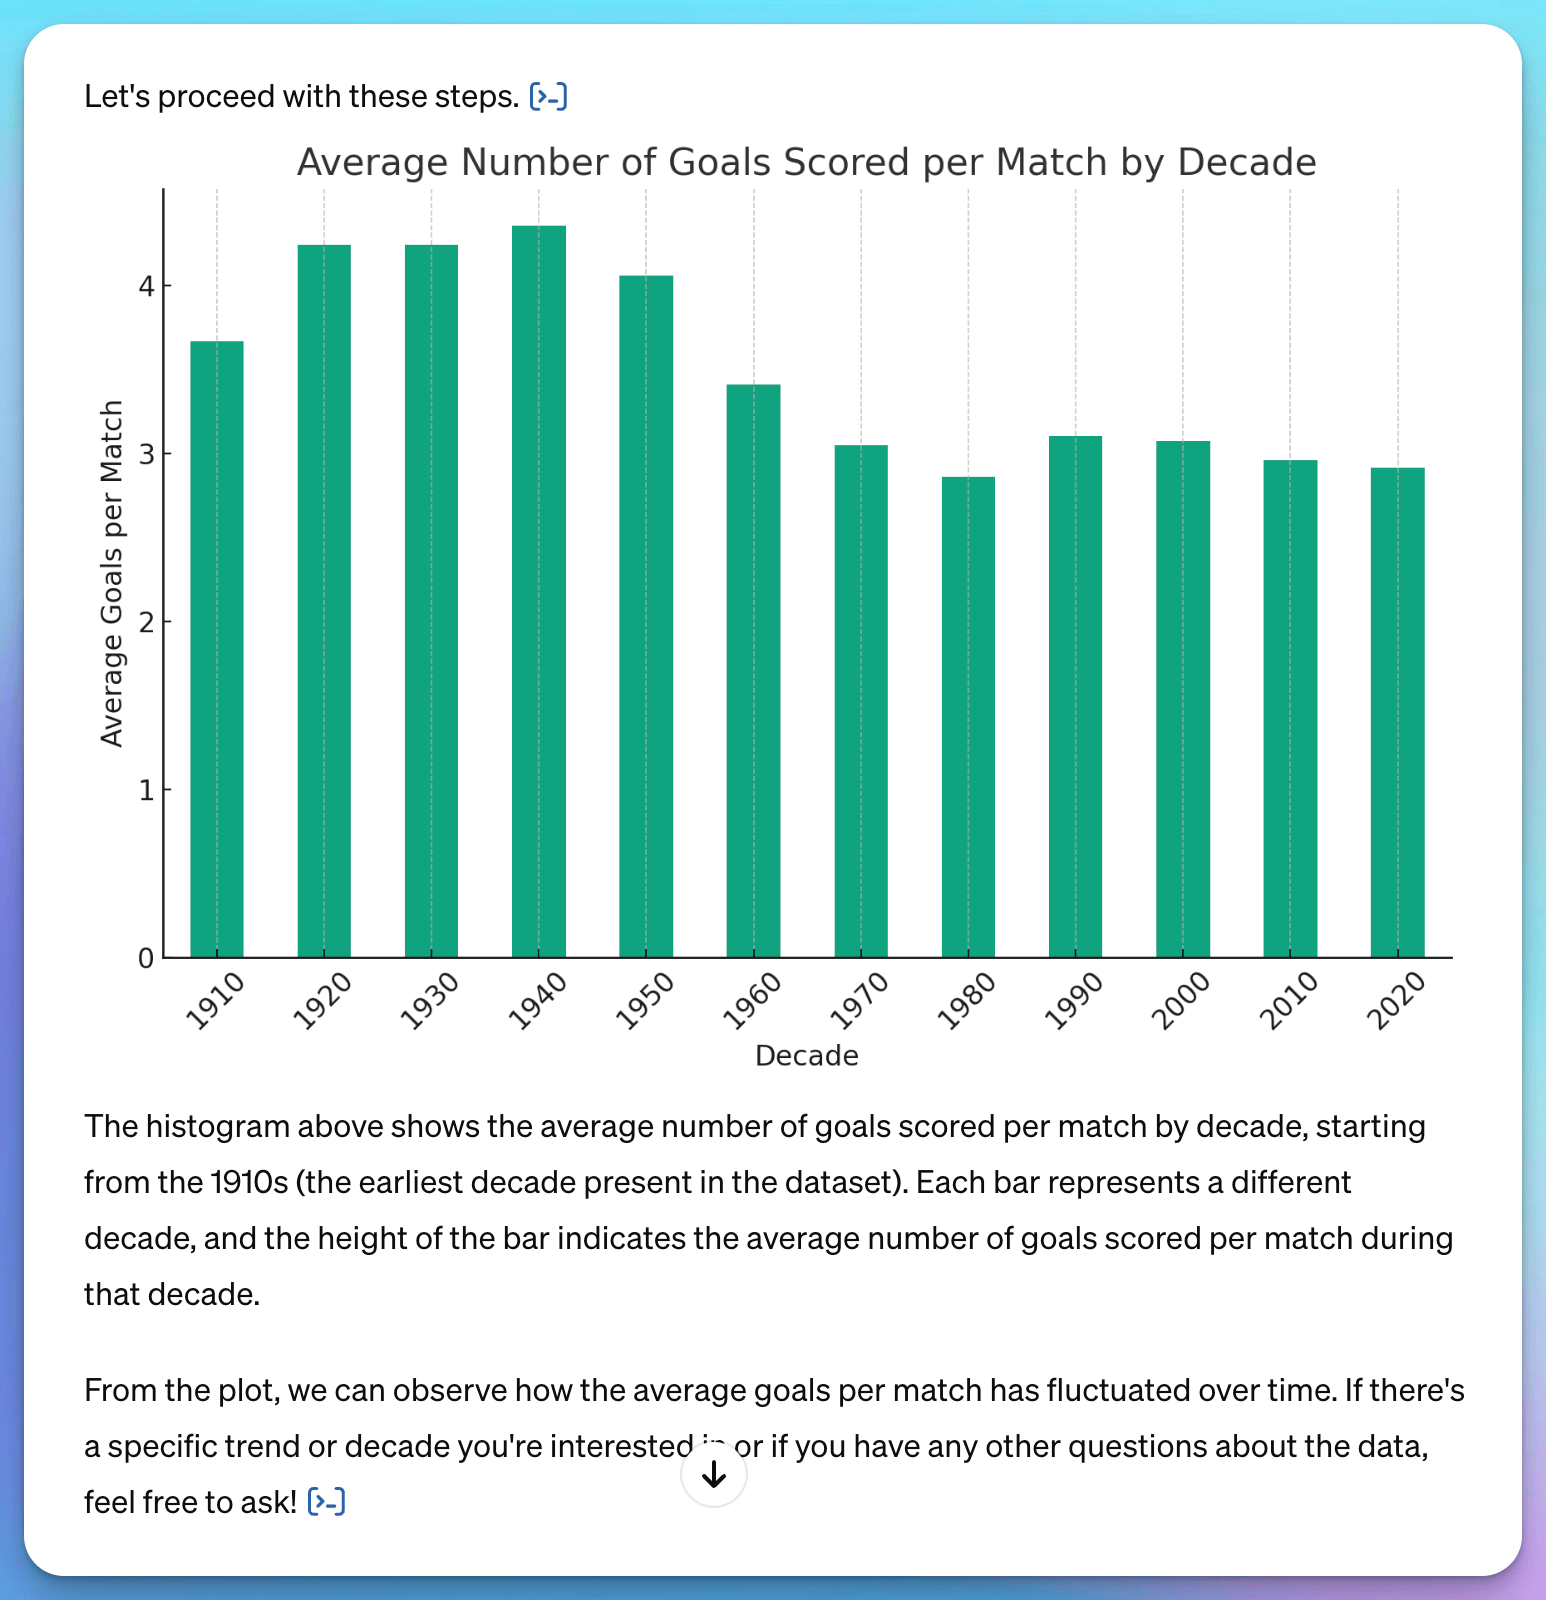 Let's proceed with these steps.
Average Number of Goals Scored per Match by Decade
Average Goals per Match
4
3
2
1
0
1910
1920
1930
1940
1950
1960
1970
1980
1990
2000
2010
2020
Decade
The histogram above shows the average number of goals scored per match by decade, starting
from the 1910s (the earliest decade present in the dataset). Each bar represents a different
decade, and the height of the bar indicates the average number of goals scored per match during
that decade.
From the plot, we can observe how the average goals per match has fluctuated over time. If there's
a specific trend or decade you're interested in or if you have any other questions about the data,
feel free to ask!